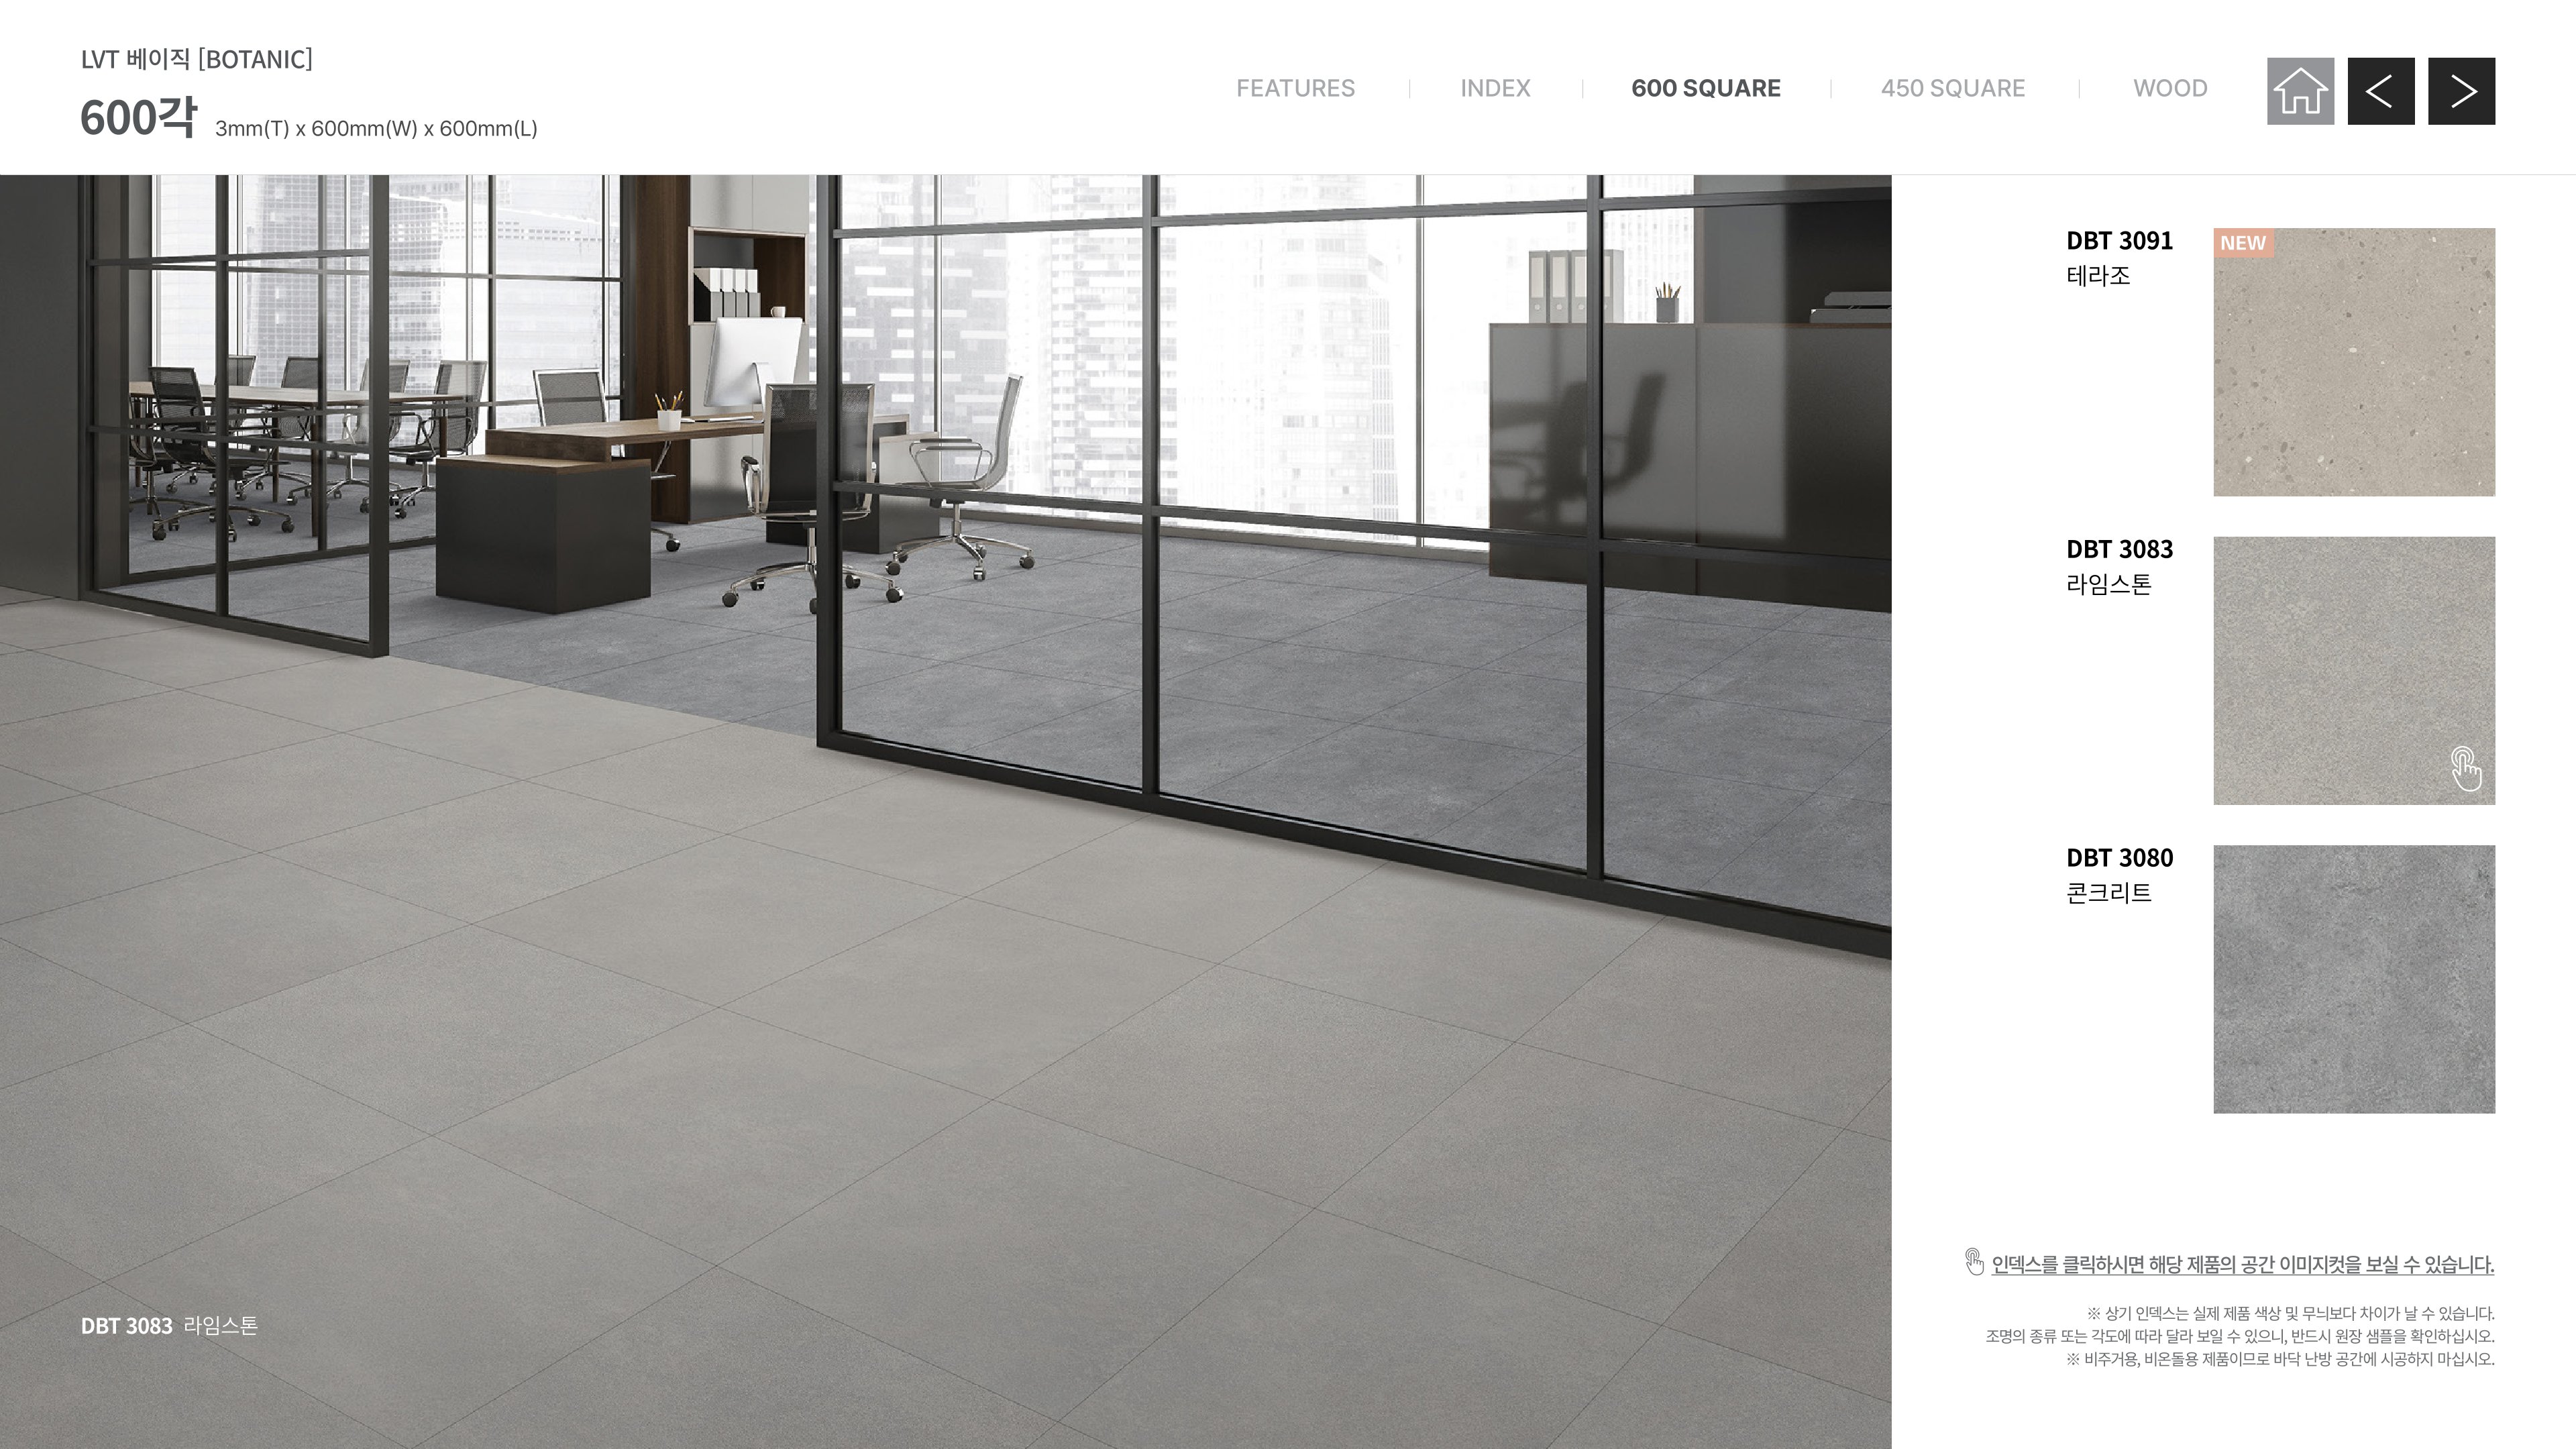 LVT 베이직 [BOTANIC]
600각 3mm(T) x 600mm(W) x 600mm(L)
FEATURES
INDEX
600 SQUARE
450 SQUARE
WOOD
DBT 3091
테라조
NEW
DBT 3083
라임스톤
DBT 3080
콘크리트
인덱스를 클릭하시면 해당 제품의 공간 이미지컷을 보실 수 있습니다.
※ 상기 인덱스는 실제 제품 색상 및 무늬보다 차이가 날 수 있습니다.
조명의 종류 또는 각도에 따라 달라 보일 수 있으니, 반드시 원장 샘플을 확인하십시오.
※ 비주거용, 비온돌용 제품이므로 바닥 난방 공간에 시공하지 마십시오.
DBT 3083 라임스톤